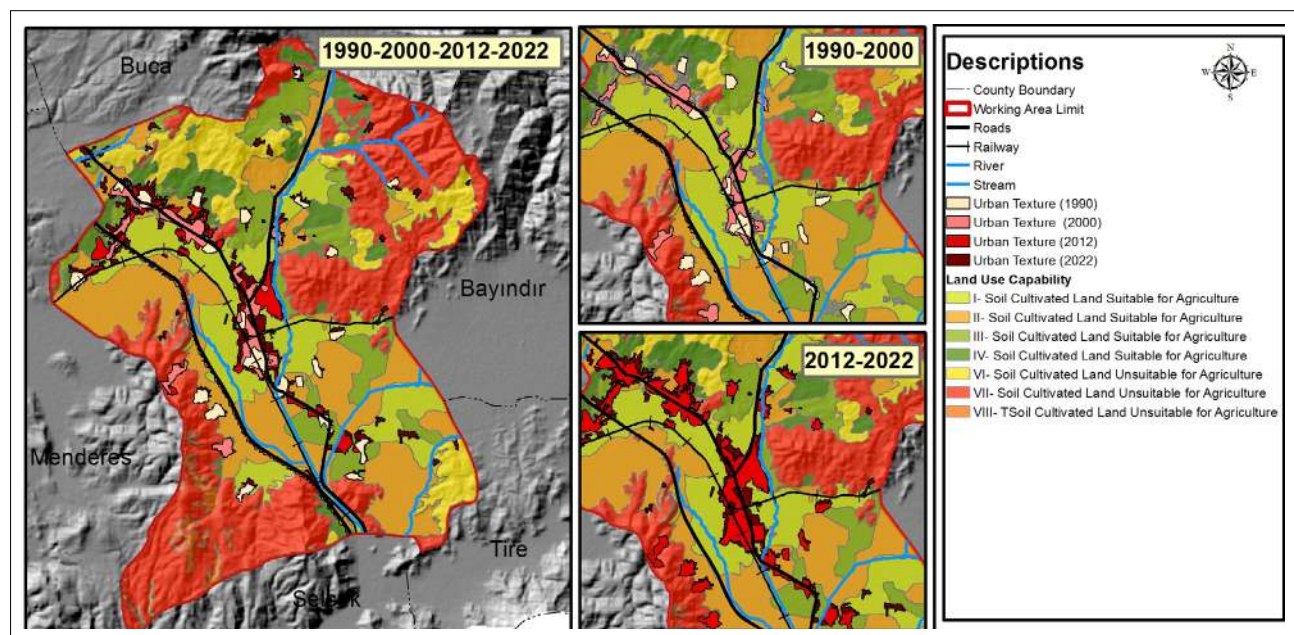 1990-2000-2012-2022
Buca
Bayındır
Menderes
Tire
Selçuk
1990-2000
2012-2022
Descriptions
N
W
E
S
County Boundary
Working Area Limit
Roads
Railway
River
Stream
Urban Texture (1990)
Urban Texture (2000)
Urban Texture (2012)
Urban Texture (2022)
Land Use Capability
I- Soil Cultivated Land Suitable for Agriculture
II- Soil Cultivated Land Suitable for Agriculture
III- Soil Cultivated Land Suitable for Agriculture
IV- Soil Cultivated Land Suitable for Agriculture
VI- Soil Cultivated Land Unsuitable for Agriculture
VII- Soil Cultivated Land Unsuitable for Agriculture
VIII- TSoil Cultivated Land Unsuitable for Agriculture